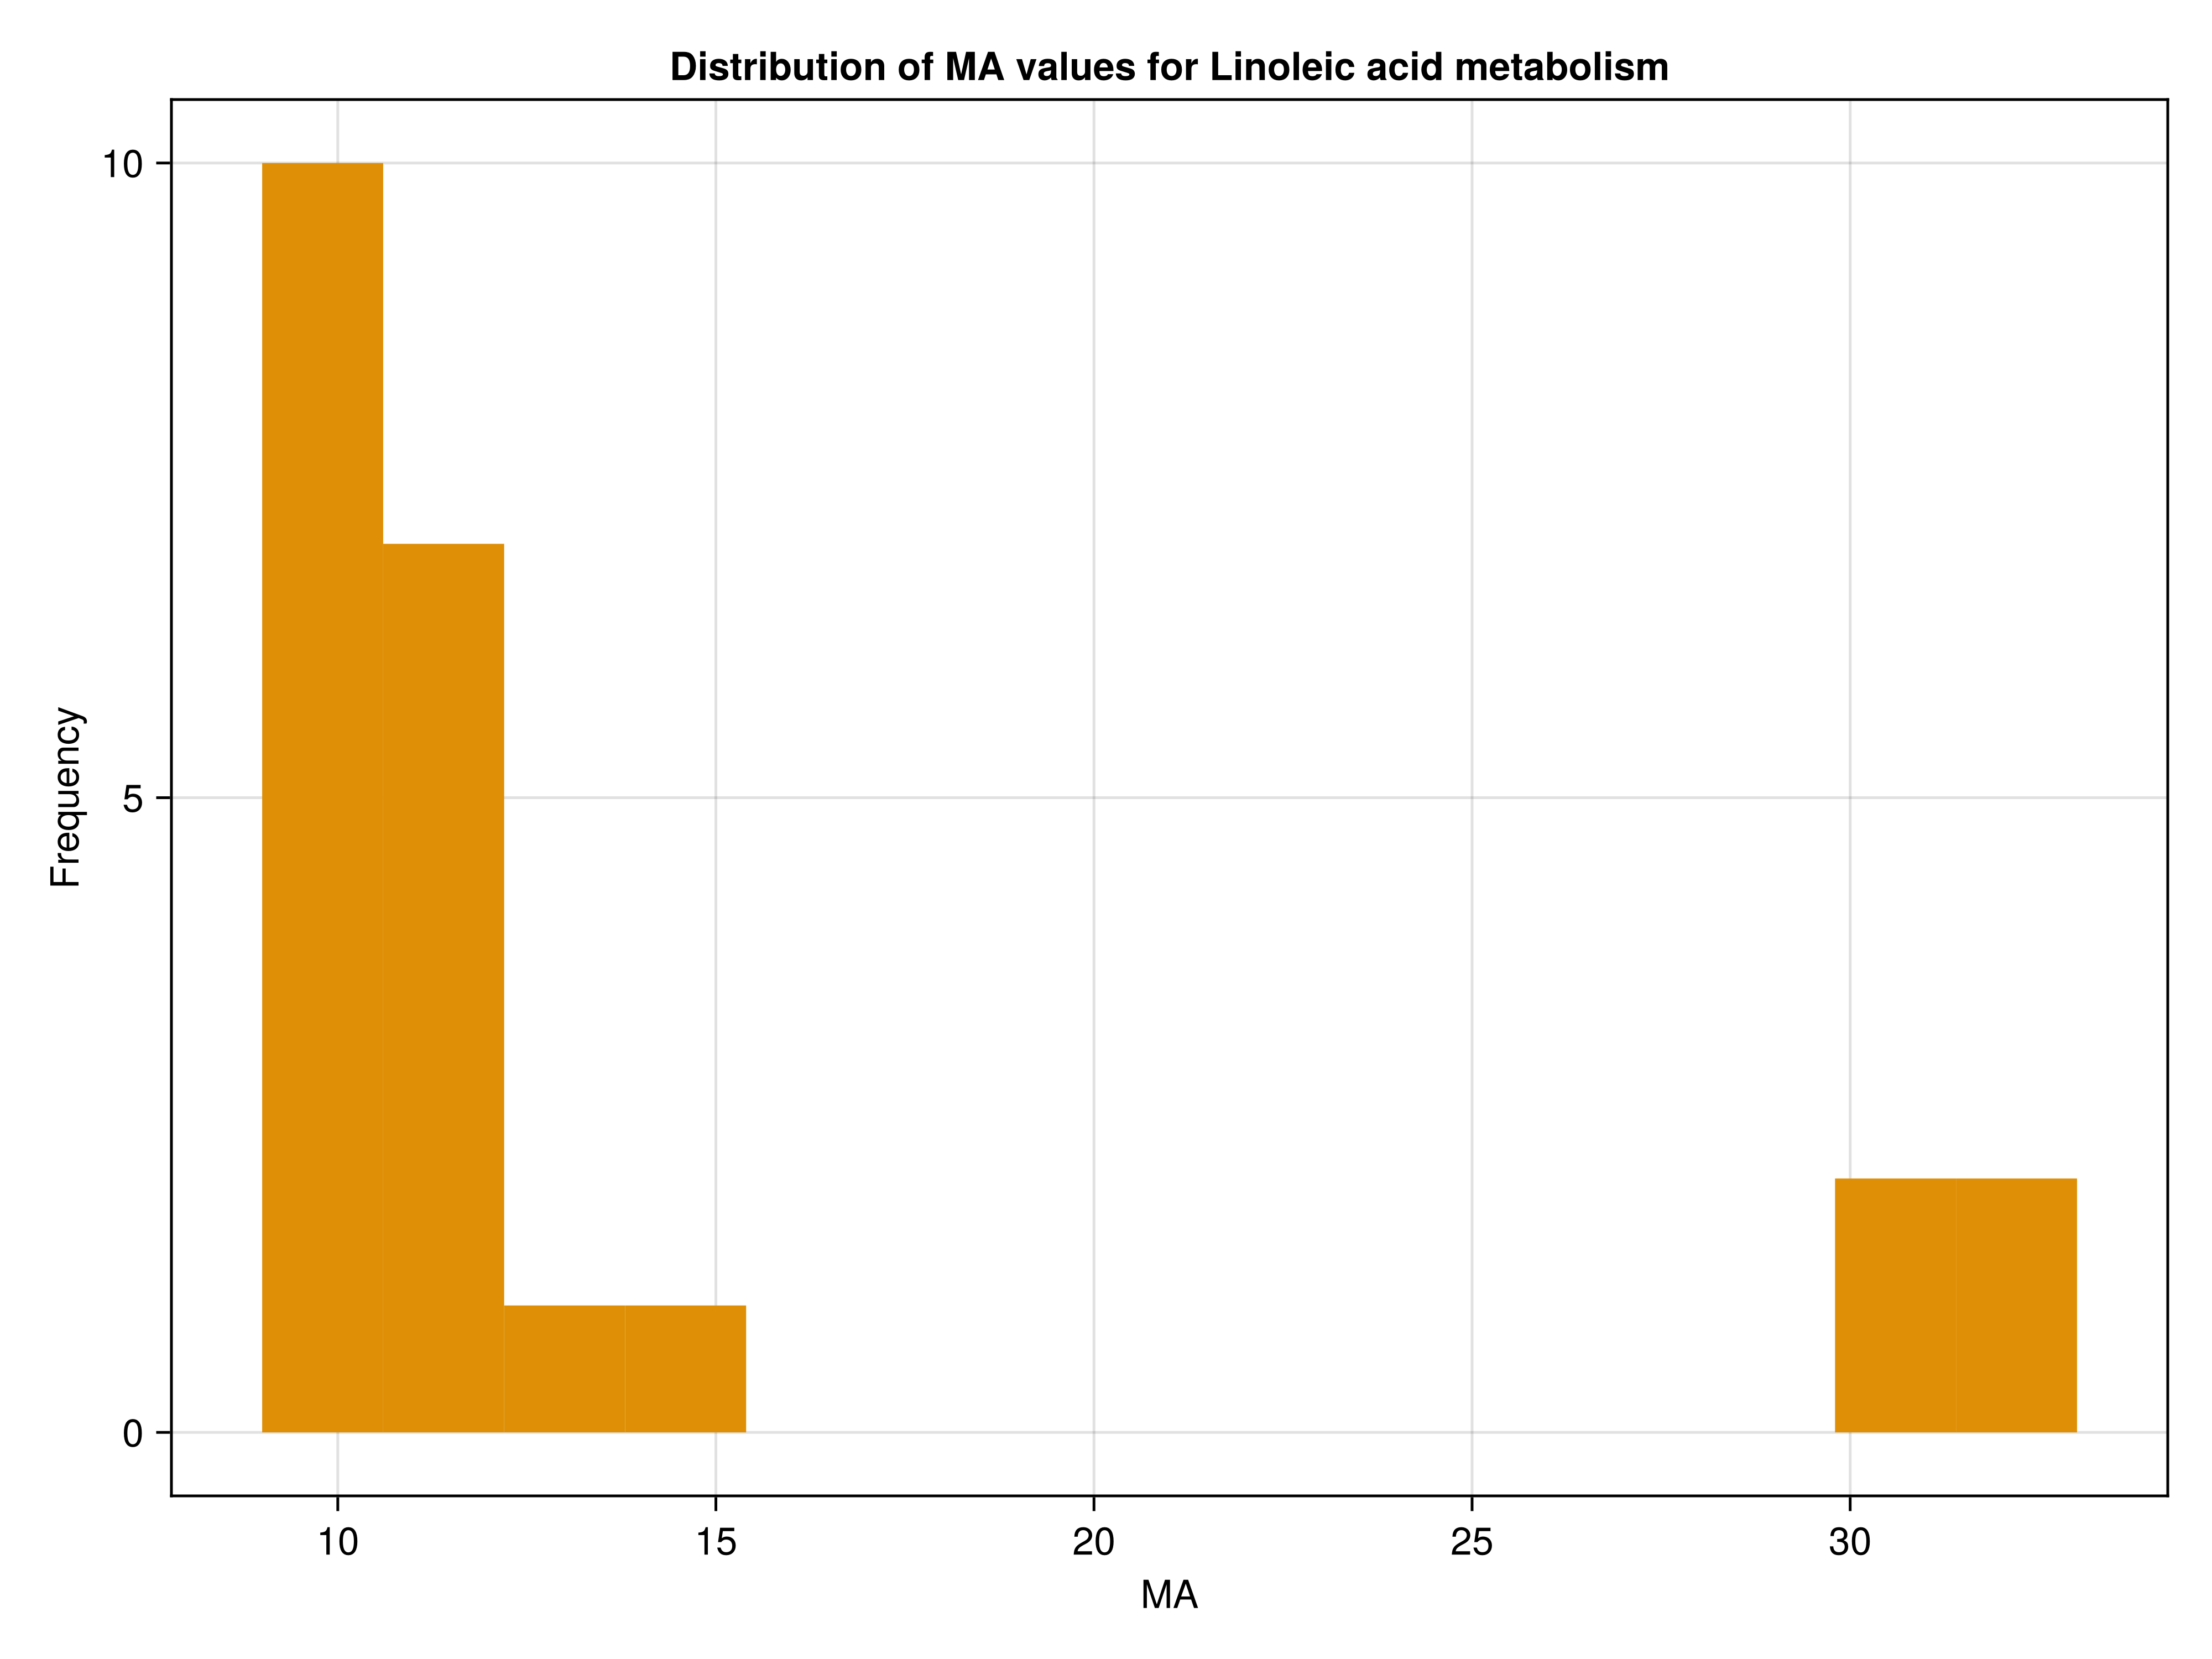 Distribution of MA values for Linoleic acid metabolism
10
5
0
Frequency
10 15 20 25 30
MA